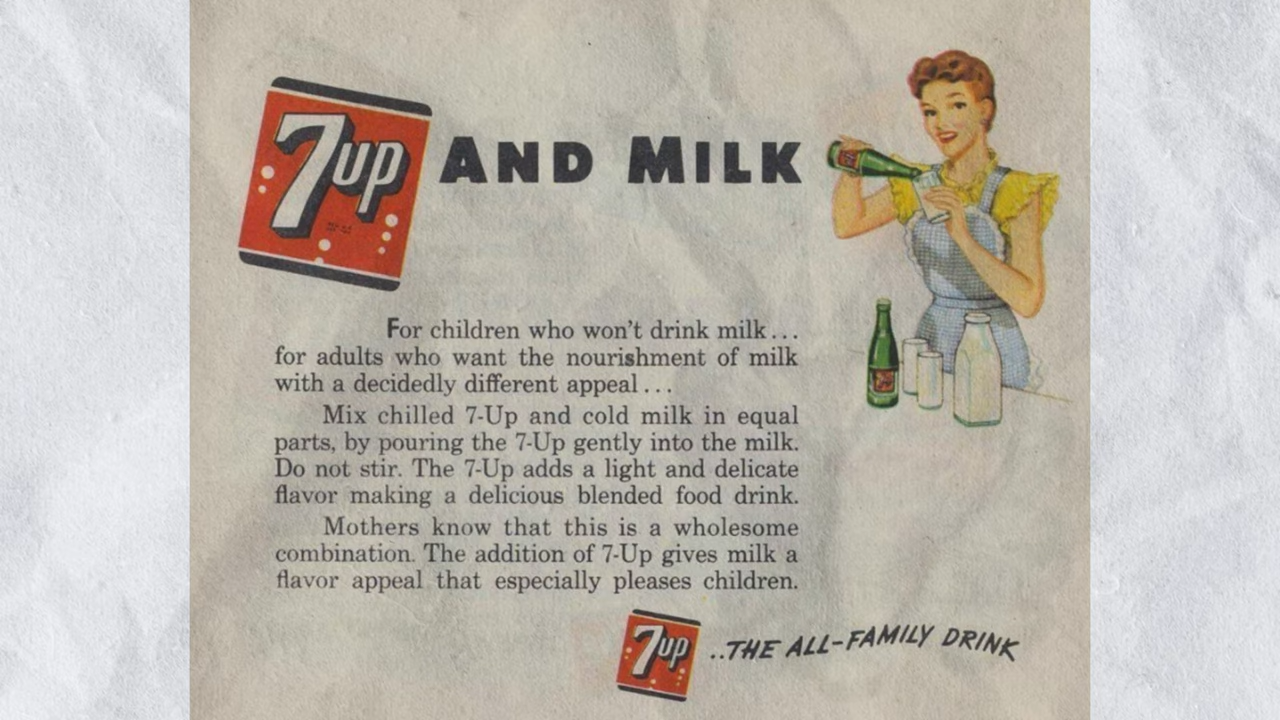 7up
AND MILK
For children who won't drink milk...
for adults who want the nourishment of milk
with a decidedly different appeal...
Mix chilled 7-Up and cold milk in equal
parts, by pouring the 7-Up gently into the milk.
Do not stir. The 7-Up adds a light and delicate
flavor making a delicious blended food drink.
Mothers know that this is a wholesome
combination. The addition of 7-Up gives milk a
flavor appeal that especially pleases children.
7up ..THE ALL-FAMILY DRINK